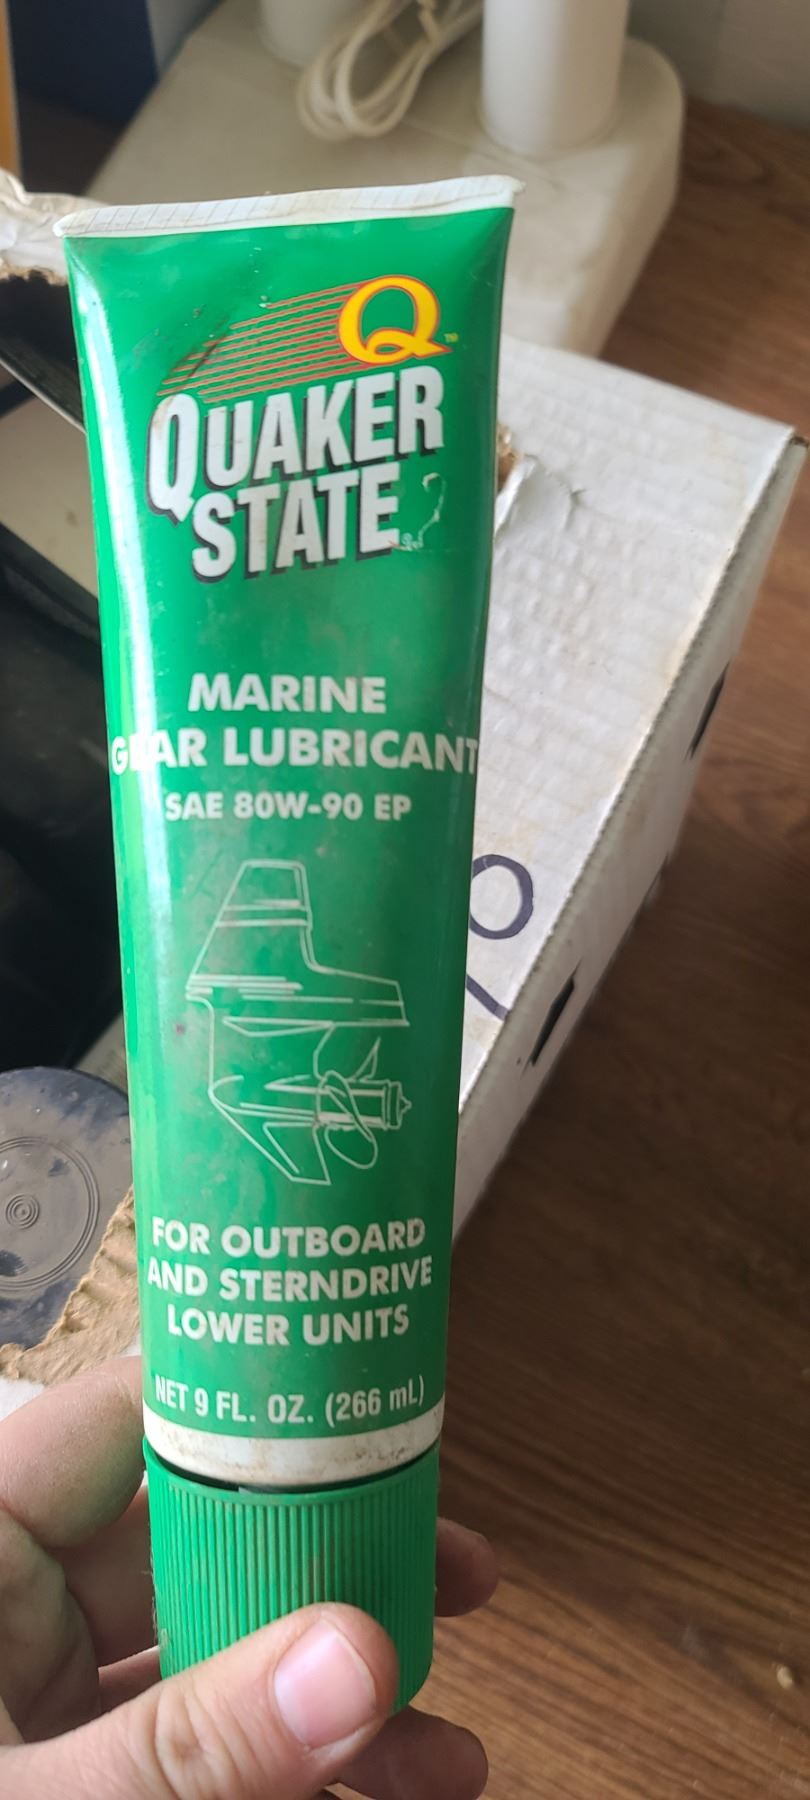 Q™
QUAKER
STATE®
MARINE
GEAR LUBRICANT
SAE 80W-90 EP
FOR OUTBOARD
AND STERNDRIVE
LOWER UNITS
NET 9 FL. OZ. (266 mL)